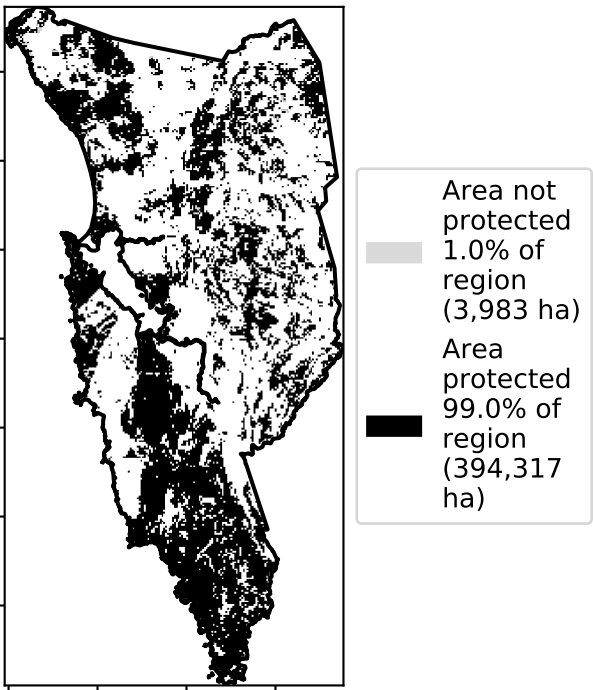 Area not
protected
1.0% of
region
(3,983 ha)
Area
protected
99.0% of
region
(394,317
ha)